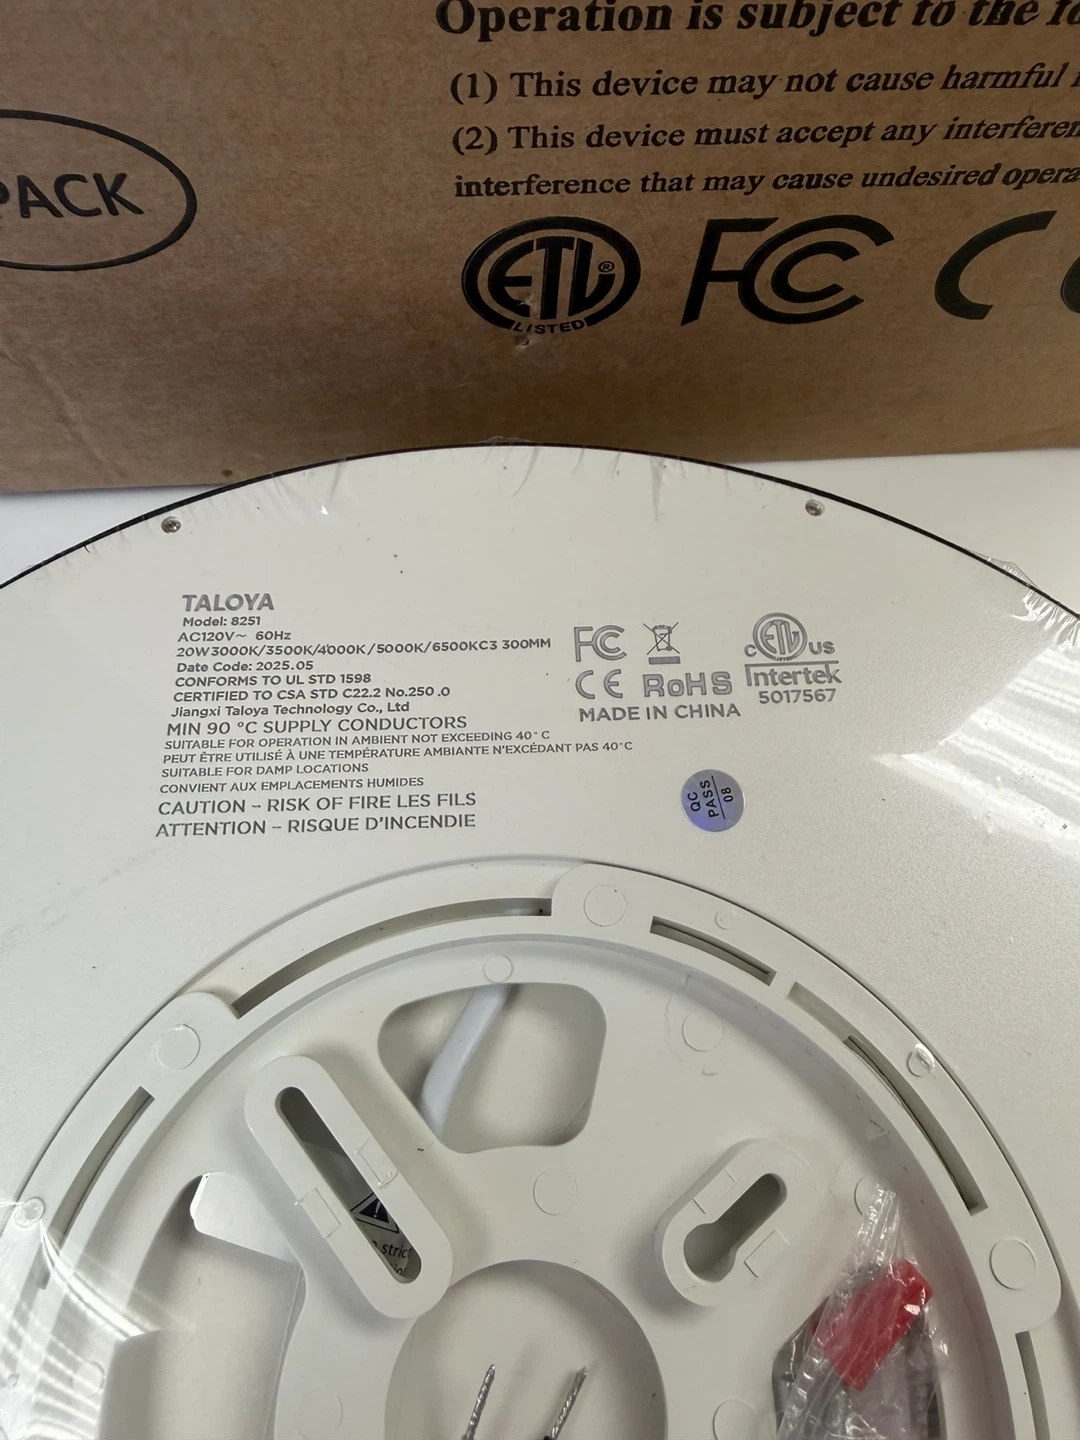 Operation is subject to the
(1) This device may not cause harmful
(2) This device must accept any
interference that may cause undesired
PACK
ETL®
LISTED
FC
TALOYA
Model: 8251
AC120V~ 60Hz
20W3000K/3500K/4000K/5000K/6500KC3 300MM
Date Code: 2025.05
CONFORMS TO UL STD 1598
CERTIFIED TO CSA STD C22.2 No.250 .0
Jiangxi Taloya Technology Co., Ltd
MIN 90 °C SUPPLY CONDUCTORS
SUITABLE FOR OPERATION IN AMBIENT NOT EXCEEDING 40° C
PEUT ÊTRE UTILISÉ À UNE TEMPÉRATURE AMBIANTE N'EXCÉDANT PAS 40°C
SUITABLE FOR DAMP LOCATIONS
CONVIENT AUX EMPLACEMENTS HUMIDES
CAUTION - RISK OF FIRE LES FILS
ATTENTION - RISQUE D'INCENDIE
FC
CE RoHS
MADE IN CHINA
C ETL US
Intertek
5017567
QC
PASS
08